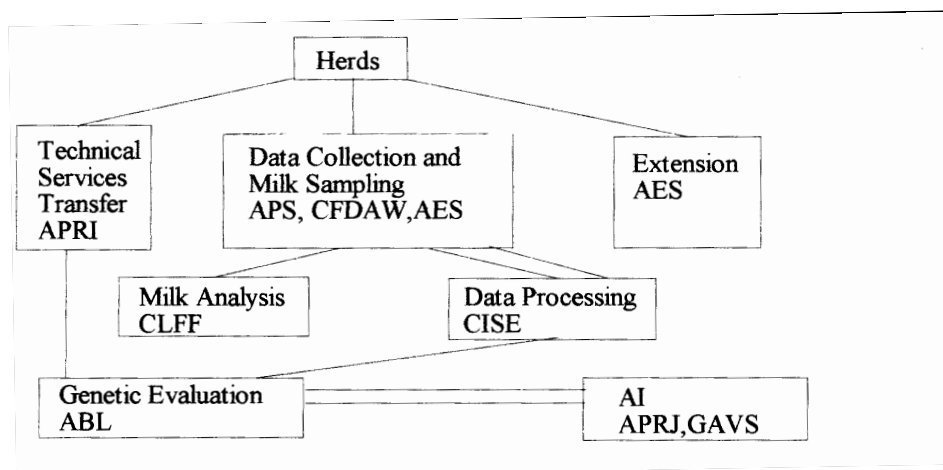 Herds
Technical
Services
Transfer
APRI
Data Collection and
Milk Sampling
APS, CFDAW,AES
Extension
AES
Milk Analysis
CLFF
Data Processing
CISE
Genetic Evaluation
ABL
AI
APRJ,GAVS